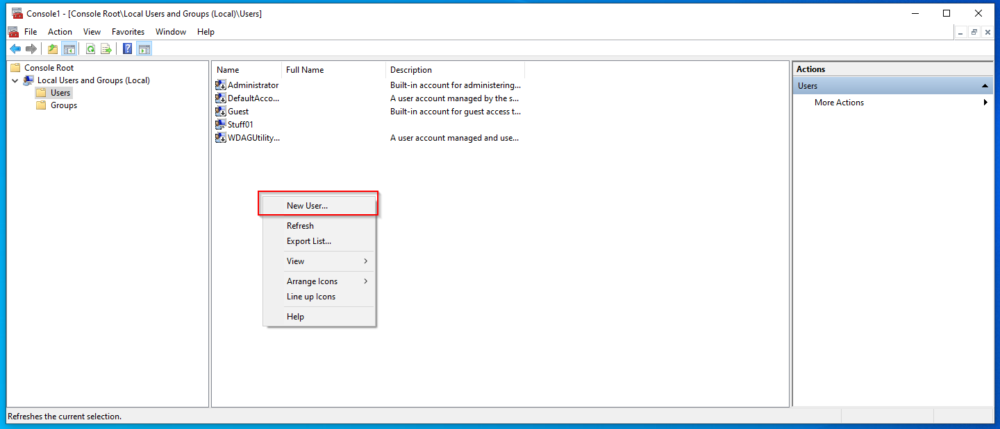 Console1 - [Console Root\Local Users and Groups (Local)\Users]
File Action View Favorites Window Help
Console Root
Local Users and Groups (Local)
Users
Groups
Name Full Name Description
Administrator Built-in account for administering...
DefaultAcco... A user account managed by the s...
Guest Built-in account for guest access t...
Stuff01
WDAGUtility... A user account managed and use...
New User...
Refresh
Export List...
View
Arrange Icons
Line up Icons
Help
Actions
Users
More Actions
Refreshes the current selection.